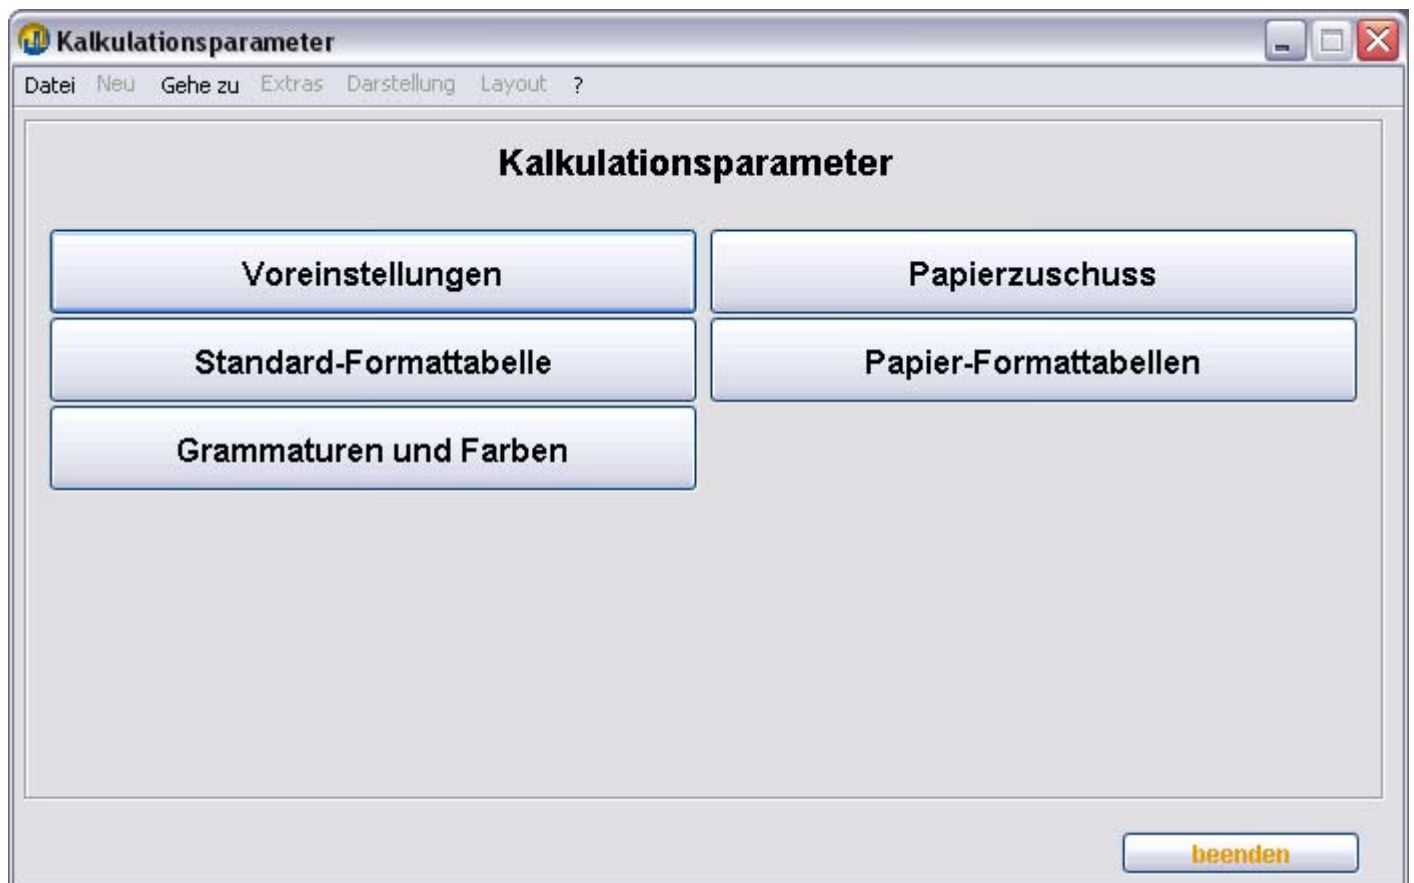 Kalkulationsparameter
Datei Neu Gehe zu Extras Darstellung Layout ?
Kalkulationsparameter
Voreinstellungen Papierzuschuss
Standard-Formattabelle Papier-Formattabellen
Grammaturen und Farben
beenden